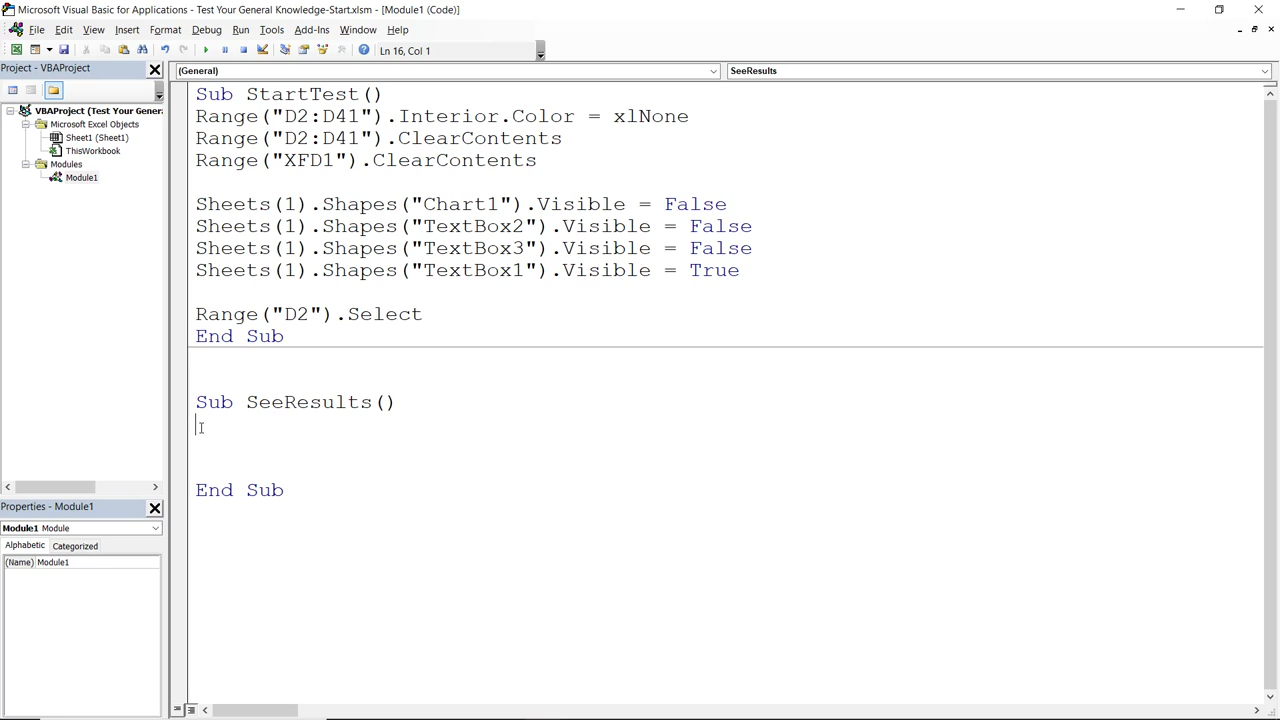 Microsoft Visual Basic for Applications - Test Your General Knowledge-Start.xlsm - [Module1 (Code)]
File Edit View Insert Format Debug Run Tools Add-Ins Window Help
Ln 16, Col 1
Project - VBAProject
(General)
SeeResults
VBAProject (Test Your Gener
Microsoft Excel Objects
Sheet1 (Sheet1)
ThisWorkbook
Modules
Module1
Sub StartTest()
Range("D2:D41").Interior.Color = xlNone
Range("D2:D41").ClearContents
Range("XFD1").ClearContents
Sheets(1).Shapes("Chart1").Visible = False
Sheets(1).Shapes("TextBox2").Visible = False
Sheets(1).Shapes("TextBox3").Visible = False
Sheets(1).Shapes("TextBox1").Visible = True
Range("D2").Select
End Sub
Sub SeeResults()
End Sub
Properties - Module1
Module1 Module
Alphabetic Categorized
(Name) Module1